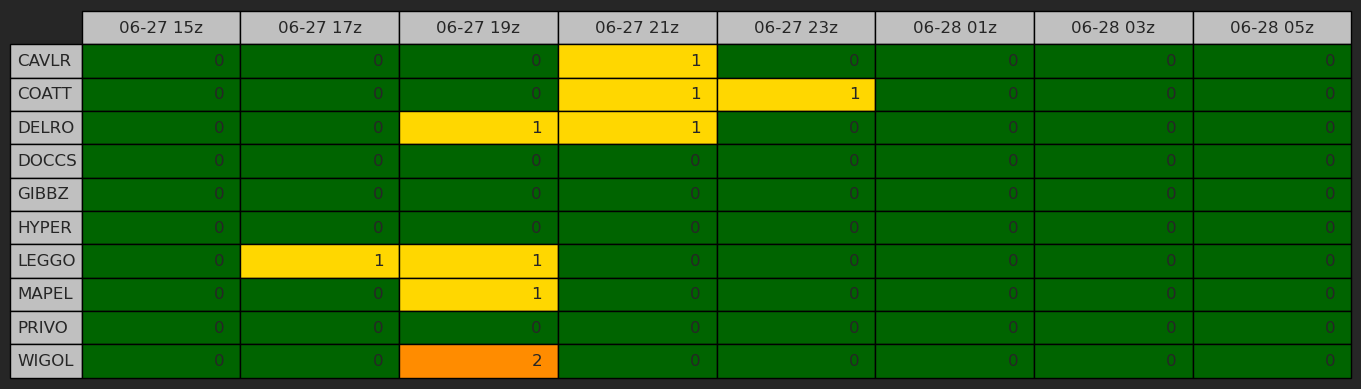 06-27 15z 06-27 17z 06-27 19z 06-27 21z 06-27 23z 06-28 01z 06-28 03z 06-28 05z
CAVLR 0 0 0 1 0 0 0 0
COATT 0 0 0 1 1 0 0 0
DELRO 0 0 1 1 0 0 0 0
DOCCS 0 0 0 0 0 0 0 0
GIBBZ 0 0 0 0 0 0 0 0
HYPER 0 0 0 0 0 0 0 0
LEGGO 0 1 1 0 0 0 0 0
MAPEL 0 0 1 0 0 0 0 0
PRIVO 0 0 0 0 0 0 0 0
WIGOL 0 0 2 0 0 0 0 0